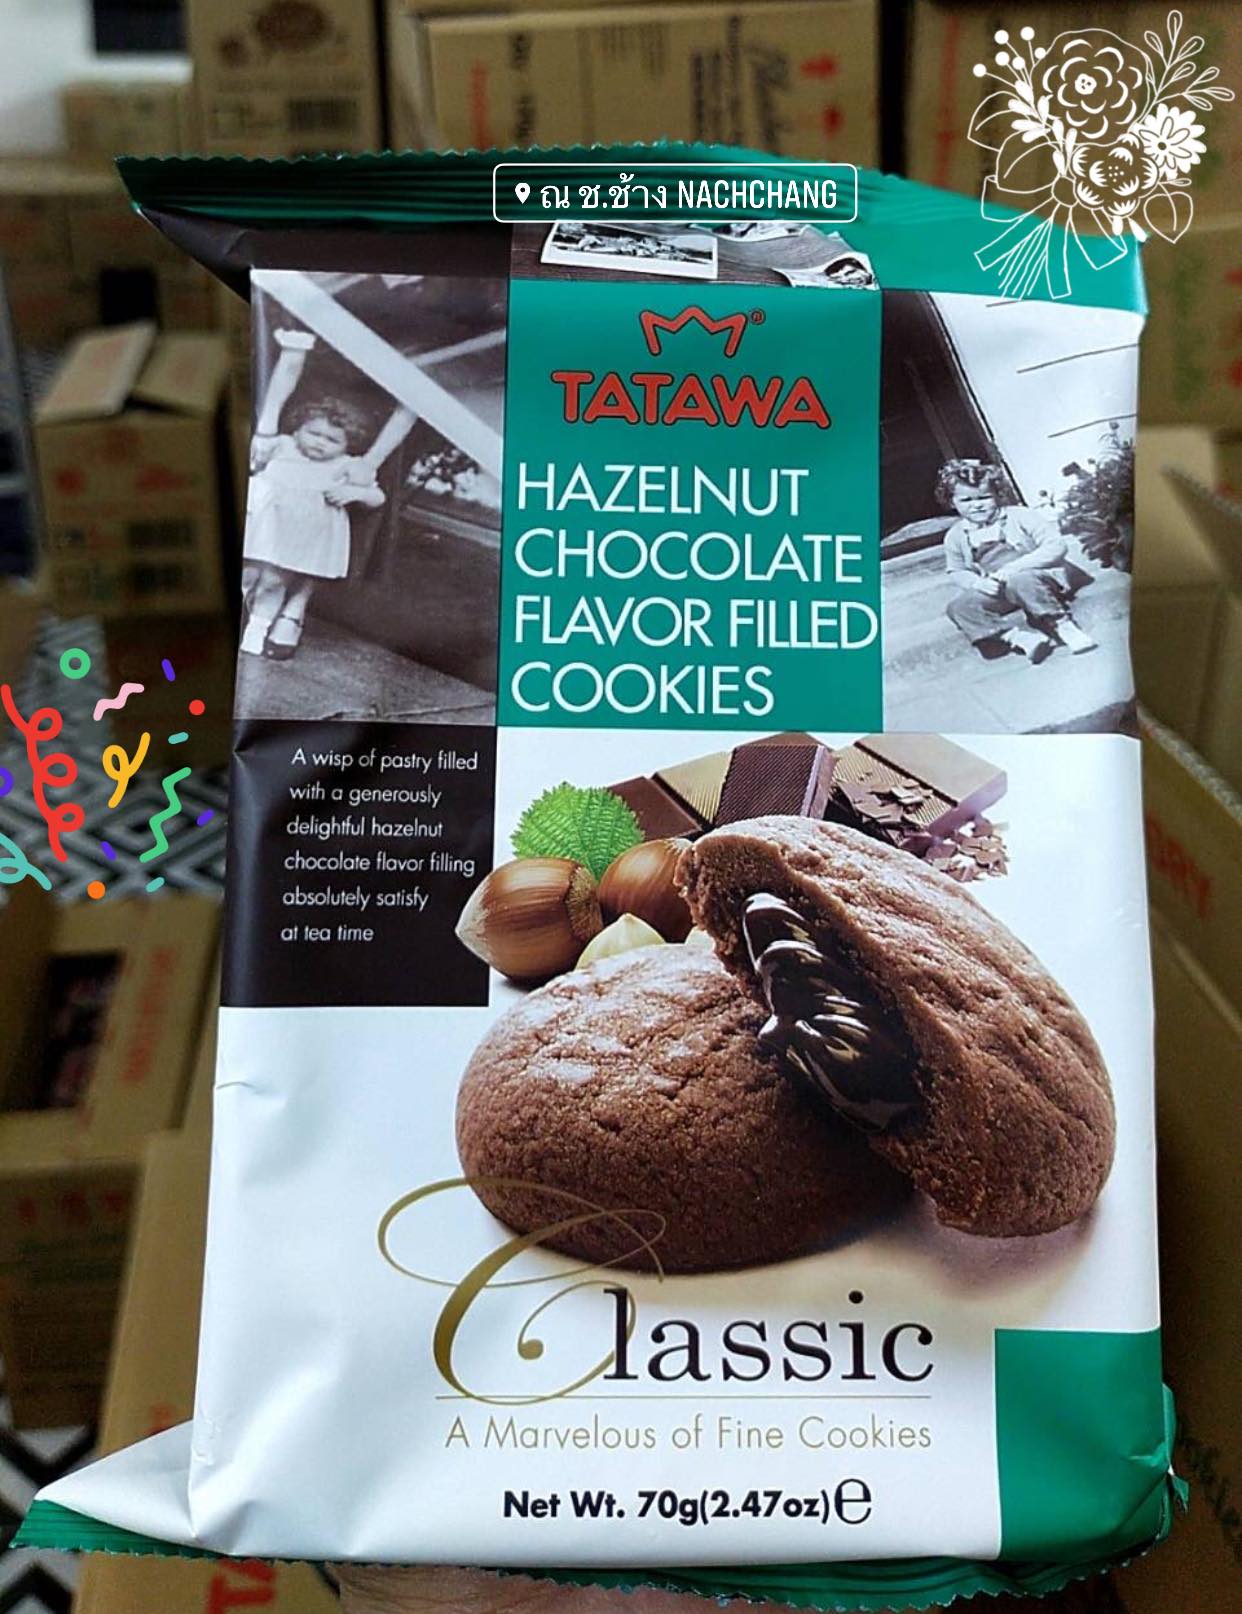 ณ ช.ช้าง NACHCHANG
TATAWA
HAZELNUT
CHOCOLATE
FLAVOR FILLED
COOKIES
A wisp of pastry filled
with a generously
delightful hazelnut
chocolate flavor filling
absolutely satisfy
at tea time
Classic
A Marvelous of Fine Cookies
Net Wt. 70g(2.47oz)℮